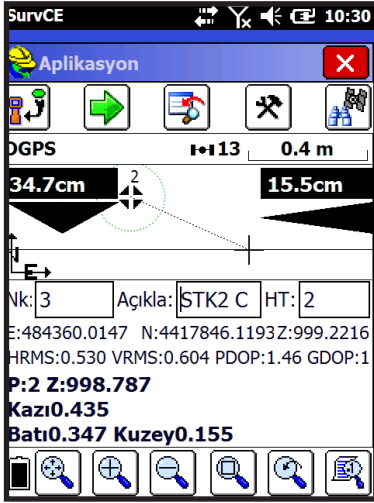 SurvCE 10:30
Aplikasyon
DGPS 13 0.4 m
34.7cm 2 15.5cm
N
E
Nk: 3 Açıkla: STK2 C HT: 2
E:484360.0147 N:4417846.1193 Z:999.2216
HRMS:0.530 VRMS:0.604 PDOP:1.46 GDOP:1
P:2 Z:998.787
Kazı0.435
Batı0.347 Kuzey0.155